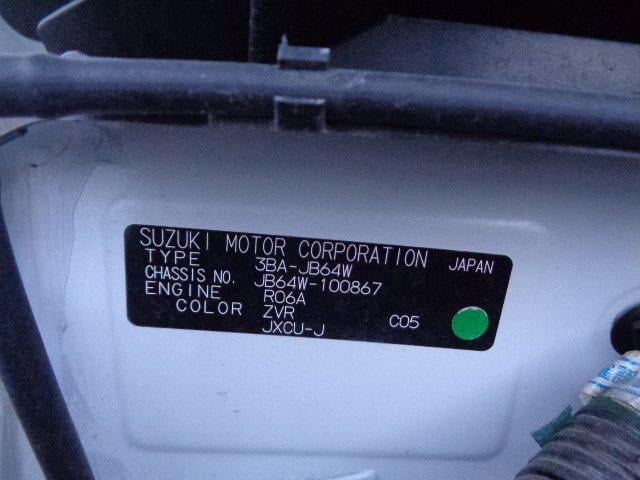 SUZUKI MOTOR CORPORATION JAPAN
TYPE 3BA-JB64W
CHASSIS NO. JB64W-100867
ENGINE R06A
COLOR ZVR
JXCU-J C05